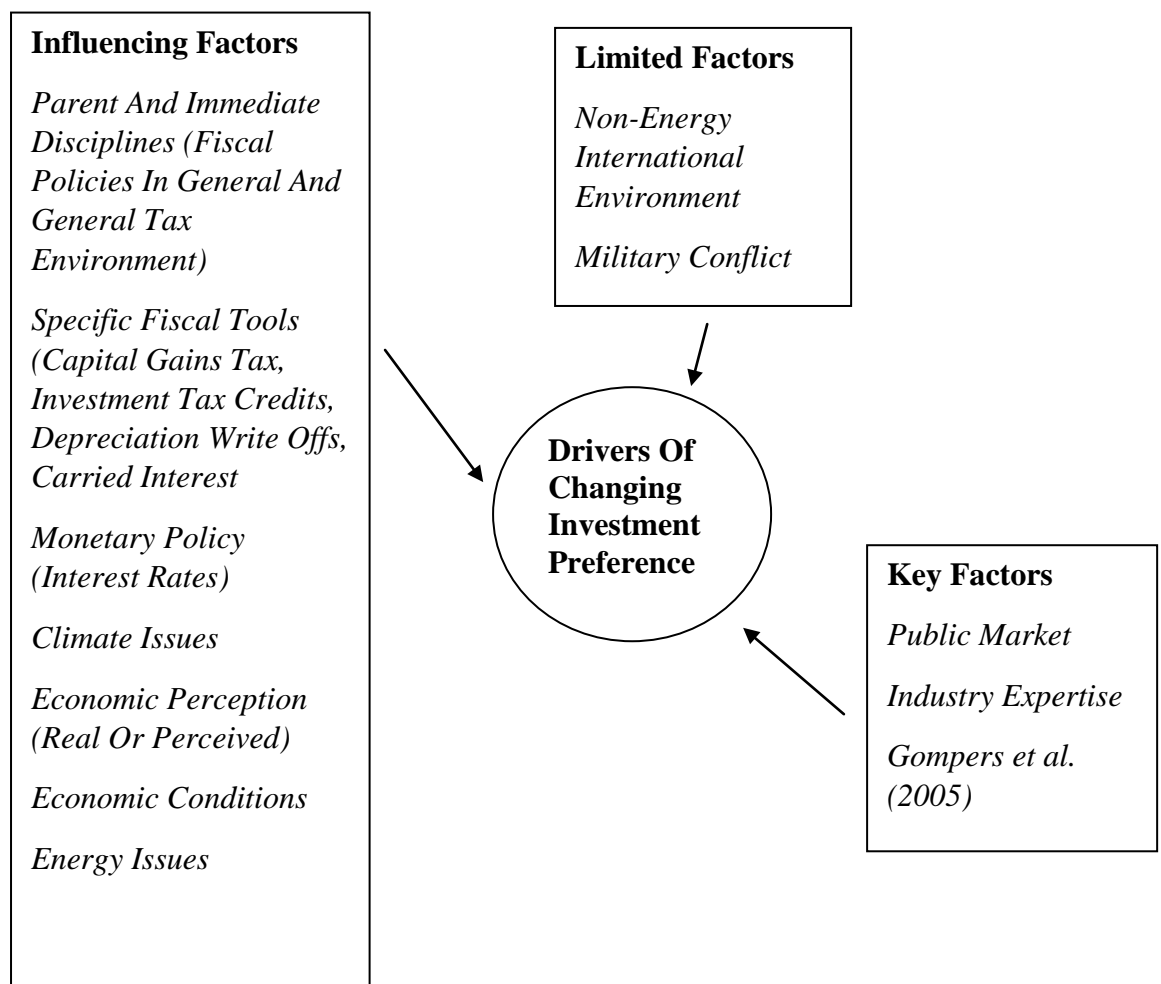 Influencing Factors
Parent And Immediate
Disciplines (Fiscal
Policies In General And
General Tax
Environment)
Specific Fiscal Tools
(Capital Gains Tax,
Investment Tax Credits,
Depreciation Write Offs,
Carried Interest
Monetary Policy
(Interest Rates)
Climate Issues
Economic Perception
(Real Or Perceived)
Economic Conditions
Energy Issues
Limited Factors
Non-Energy
International
Environment
Military Conflict
Drivers Of
Changing
Investment
Preference
Key Factors
Public Market
Industry Expertise
Gompers et al.
(2005)